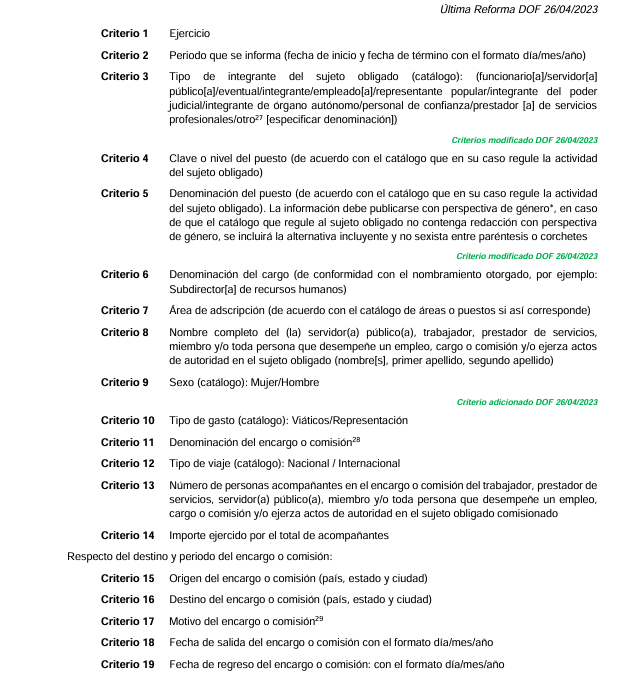 Última Reforma DOF 26/04/2023
Criterio 1 Ejercicio
Criterio 2 Periodo que se informa (fecha de inicio y fecha de término con el formato día/mes/año)
Criterio 3 Tipo de integrante del sujeto obligado (catálogo): (funcionario[a]/servidor[a]
público[a]/eventual/integrante/empleado[a]/representante popular/integrante del poder
judicial/integrante de órgano autónomo/personal de confianza/prestador [a] de servicios
profesionales/otro27 [especificar denominación])
Criterios modificado DOF 26/04/2023
Criterio 4 Clave o nivel del puesto (de acuerdo con el catálogo que en su caso regule la actividad
del sujeto obligado)
Criterio 5 Denominación del puesto (de acuerdo con el catálogo que en su caso regule la actividad
del sujeto obligado). La información debe publicarse con perspectiva de género*, en caso
de que el catálogo que regule al sujeto obligado no contenga redacción con perspectiva
de género, se incluirá la alternativa incluyente y no sexista entre paréntesis o corchetes
Criterio modificado DOF 26/04/2023
Criterio 6 Denominación del cargo (de conformidad con el nombramiento otorgado, por ejemplo:
Subdirector[a] de recursos humanos)
Criterio 7 Área de adscripción (de acuerdo con el catálogo de áreas o puestos si así corresponde)
Criterio 8 Nombre completo del (la) servidor(a) público(a), trabajador, prestador de servicios,
miembro y/o toda persona que desempeñe un empleo, cargo o comisión y/o ejerza actos
de autoridad en el sujeto obligado (nombre[s], primer apellido, segundo apellido)
Criterio 9 Sexo (catálogo): Mujer/Hombre
Criterio adicionado DOF 26/04/2023
Criterio 10 Tipo de gasto (catálogo): Viáticos/Representación
Criterio 11 Denominación del encargo o comisión28
Criterio 12 Tipo de viaje (catálogo): Nacional / Internacional
Criterio 13 Número de personas acompañantes en el encargo o comisión del trabajador, prestador de
servicios, servidor(a) público(a), miembro y/o toda persona que desempeñe un empleo,
cargo o comisión y/o ejerza actos de autoridad en el sujeto obligado comisionado
Criterio 14 Importe ejercido por el total de acompañantes
Respecto del destino y periodo del encargo o comisión:
Criterio 15 Origen del encargo o comisión (país, estado y ciudad)
Criterio 16 Destino del encargo o comisión (país, estado y ciudad)
Criterio 17 Motivo del encargo o comisión29
Criterio 18 Fecha de salida del encargo o comisión con el formato día/mes/año
Criterio 19 Fecha de regreso del encargo o comisión: con el formato día/mes/año